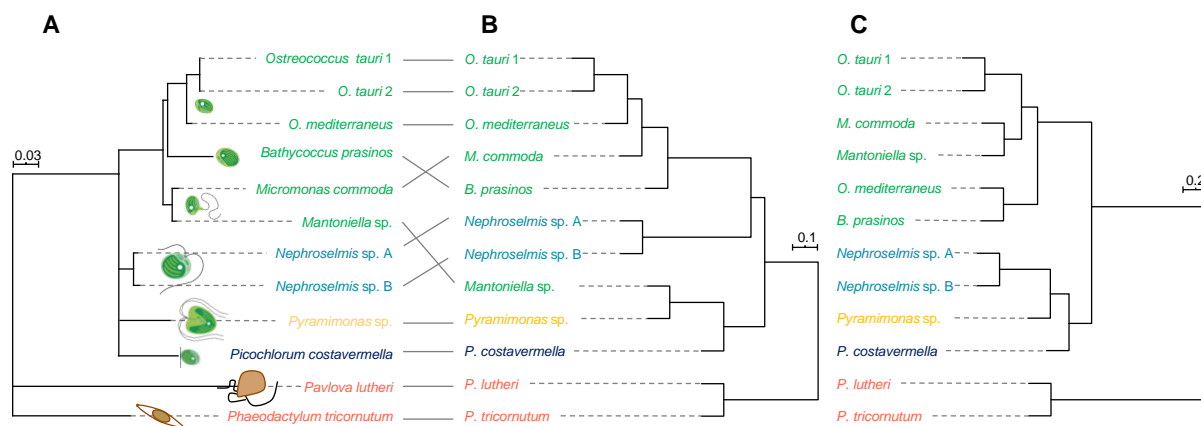 A
B
C
Ostreococcus tauri 1
O. tauri 2
O. mediterraneus
Bathycoccus prasinos
Micromonas commoda
Mantoniella sp.
Nephroselmis sp. A
Nephroselmis sp. B
Pyramimonas sp.
Picochlorum costavermella
Pavlova lutheri
Phaeodactylum tricornutum
0.03
O. tauri 1
O. tauri 2
O. mediterraneus
M. commoda
B. prasinos
Nephroselmis sp. A
Nephroselmis sp. B
Mantoniella sp.
Pyramimonas sp.
P. costavermella
P. lutheri
P. tricornutum
0.1
O. tauri 1
O. tauri 2
M. commoda
Mantoniella sp.
O. mediterraneus
B. prasinos
Nephroselmis sp. A
Nephroselmis sp. B
Pyramimonas sp.
P. costavermella
P. lutheri
P. tricornutum
0.2